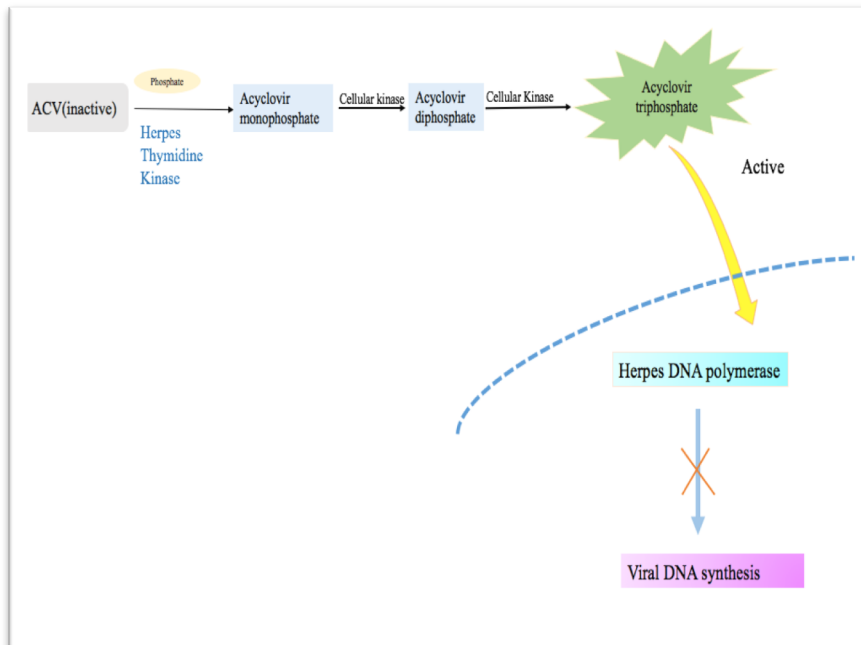 Phosphate
ACV(inactive)
Herpes
Thymidine
Kinase
Acyclovir
monophosphate
Cellular kinase
Acyclovir
diphosphate
Cellular Kinase
Acyclovir
triphosphate
Active
Herpes DNA polymerase
Viral DNA synthesis